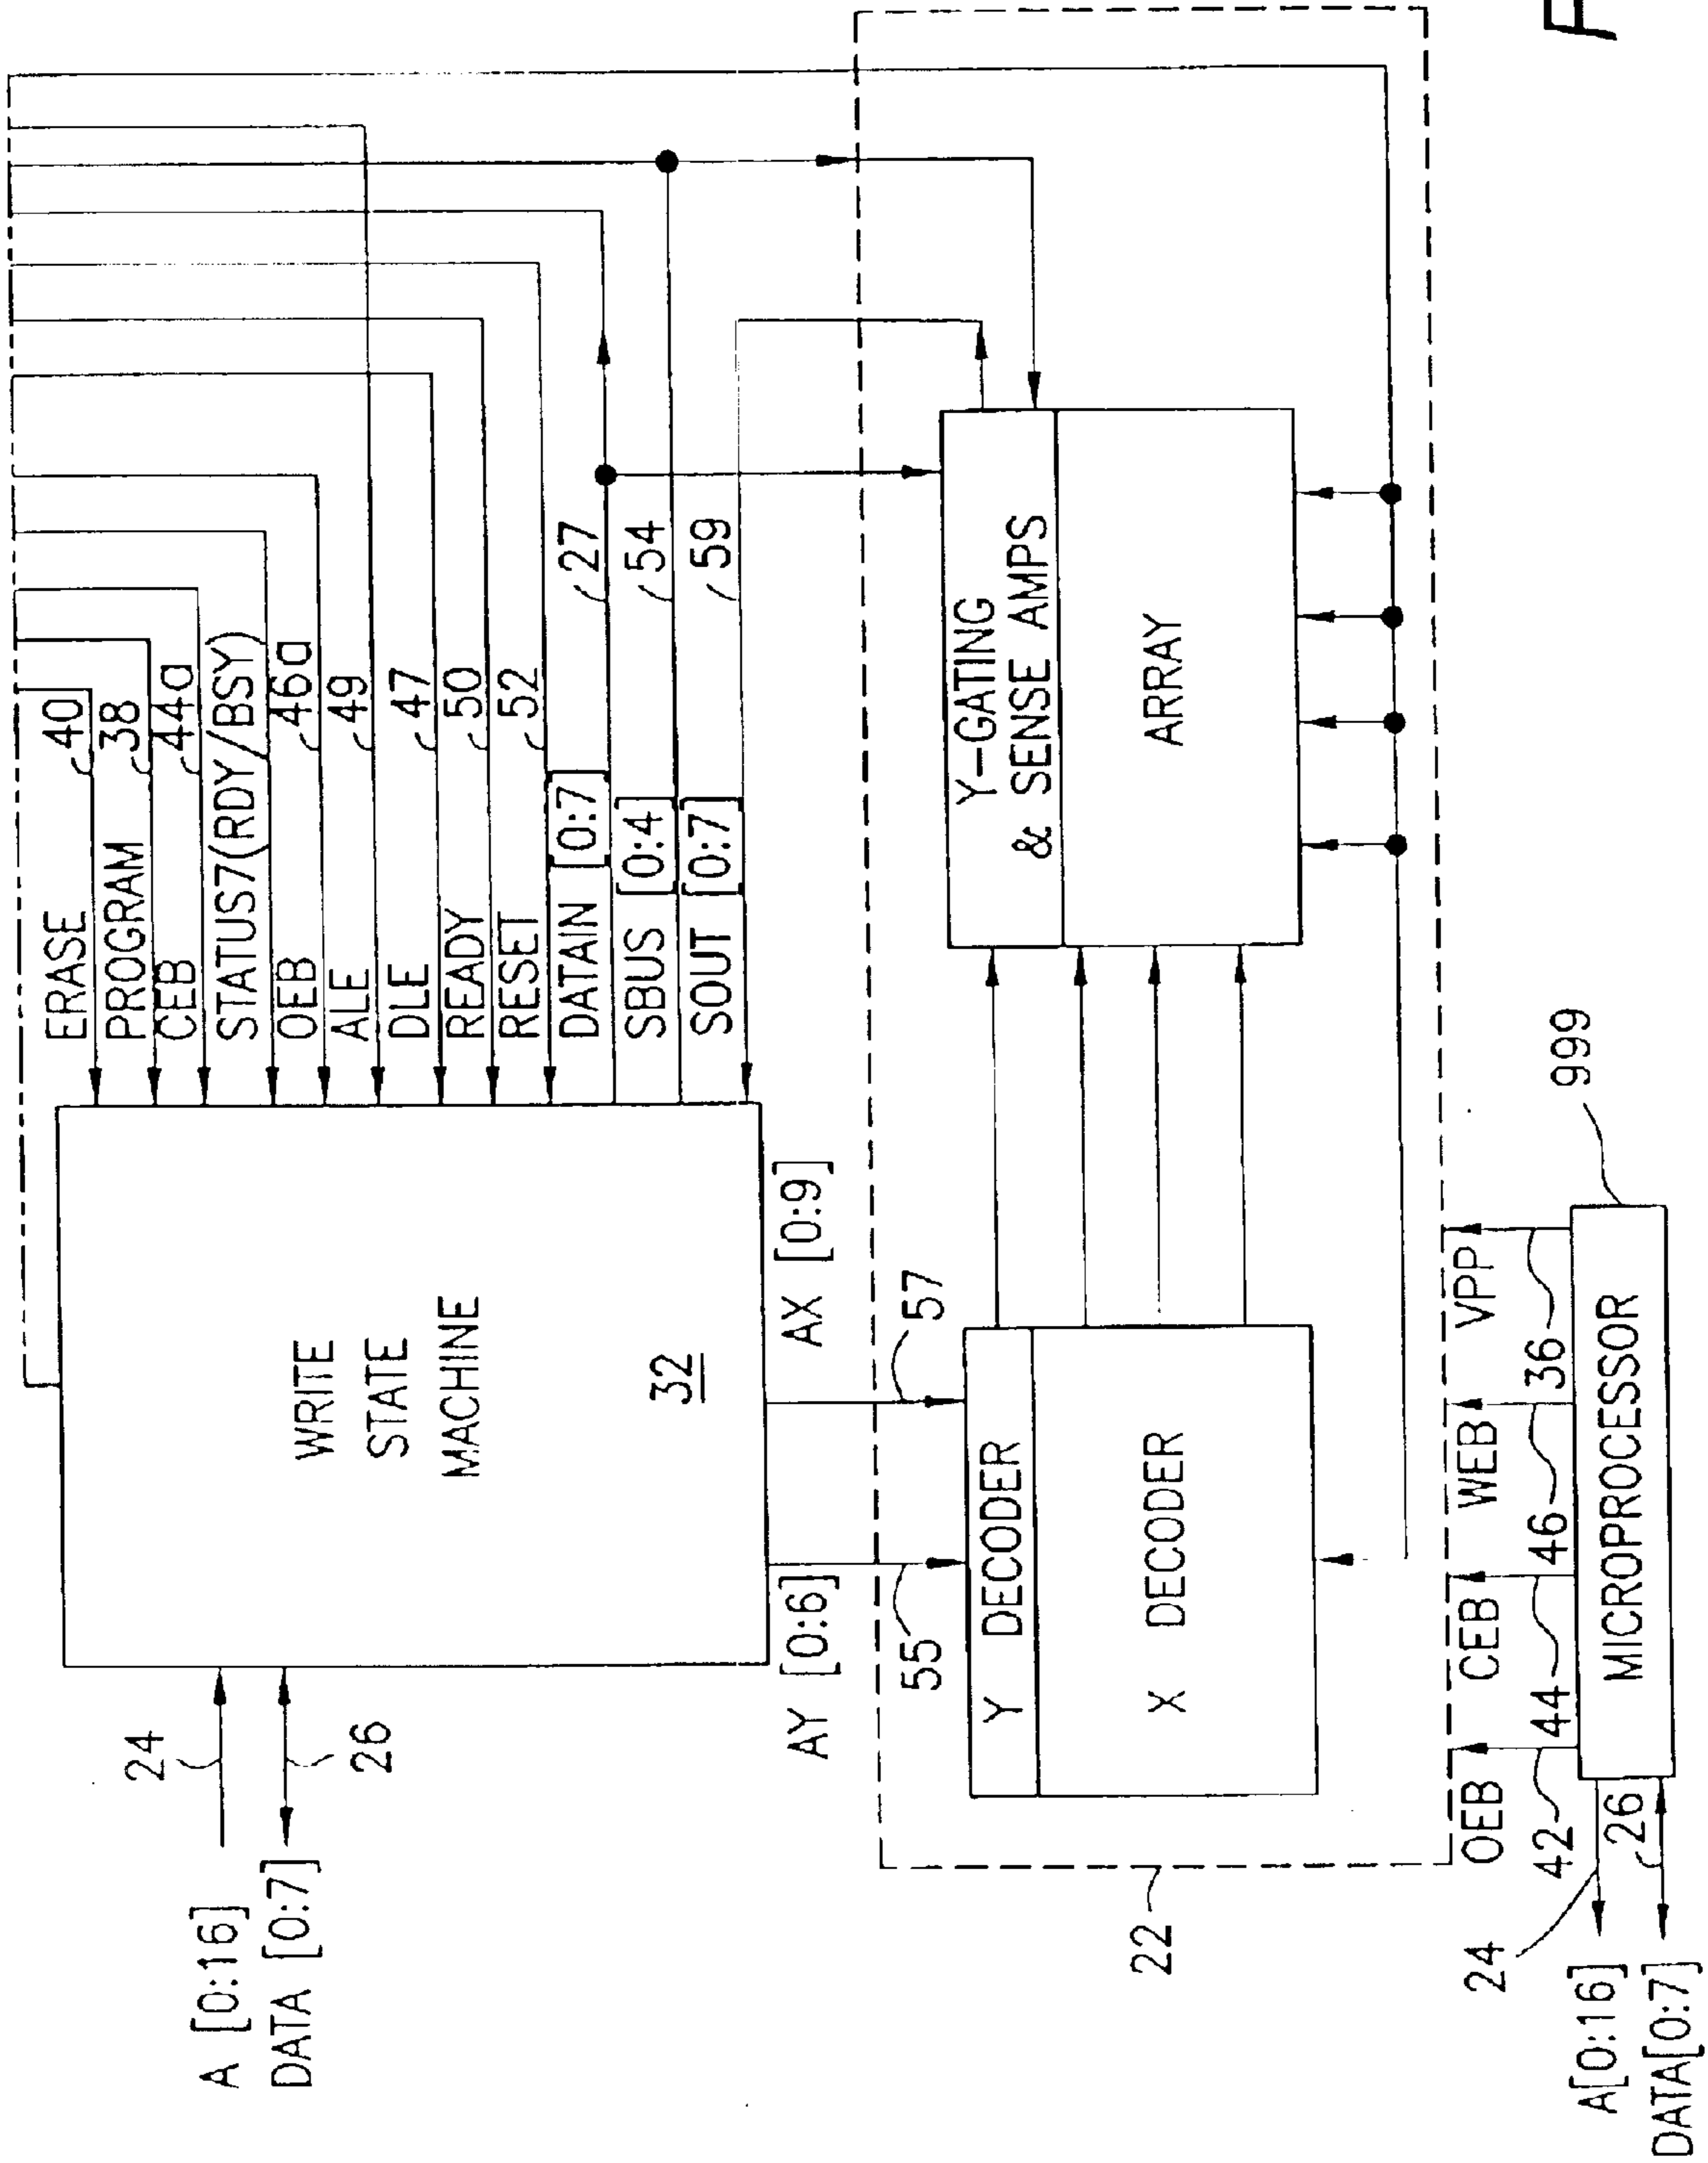 ERASE 40
PROGRAM 38
CEB 44a
STATUS7(RDY/BSY)
OEB 46a
ALE 49
DLE 47
READY 50
RESET 52
DATAIN [0:7] 27
SBUS [0:4] 54
SOUT [0:7] 59
WRITE
STATE
MACHINE
32
24
A [0:16]
DATA [0:7]
26
AY [0:6]
AX [0:9]
55
57
Y DECODER
X DECODER
Y-GATING
& SENSE AMPS
ARRAY
22
OEB CEB WEB VPP
42 44 46 36
MICROPROCESSOR
999
24
26
A[0:16]
DATA[0:7]